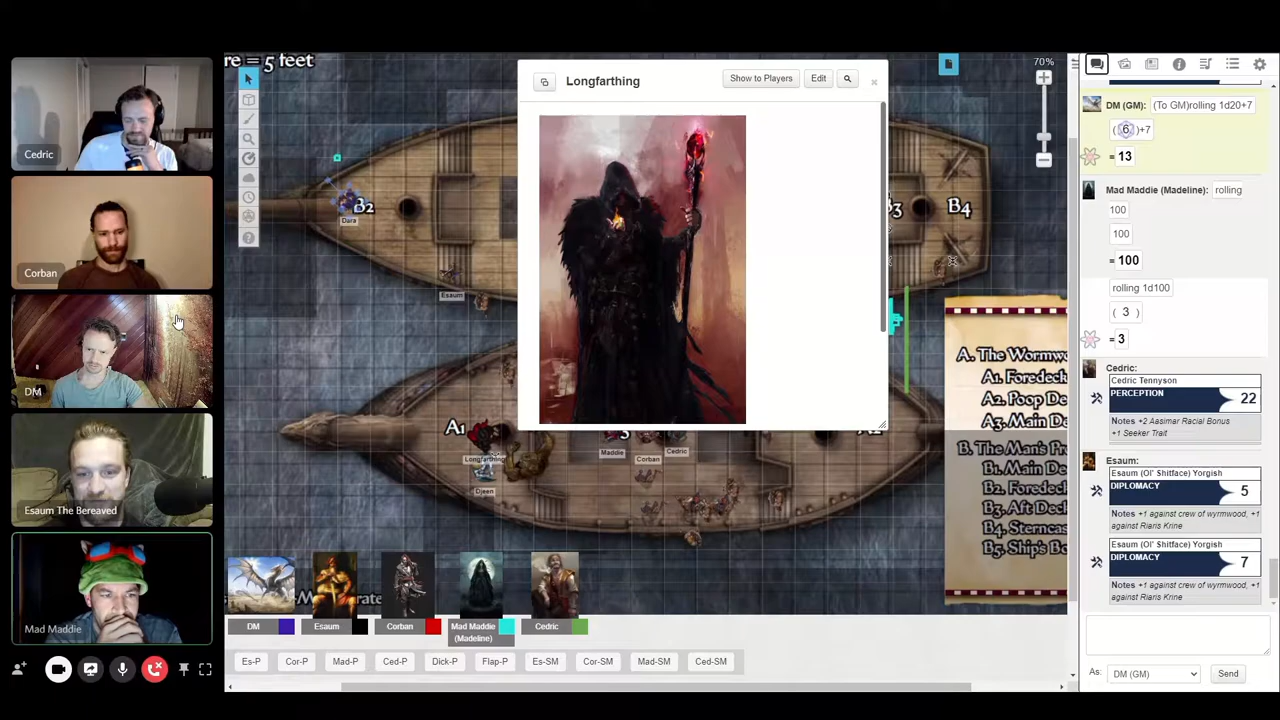 Cedric
Corban
DM
Esaum The Bereaved
Mad Maddie
re = 5 feet
B2
Dara
Esaum
B3
B4
70%
Longfarthing
Show to Players
Edit
A1
Longfarthing
Djeen
Maddie
Corban
Cedric
A. The Wormw
A1. Foredeck
A2. Poop De
A3. Main De
B. The Man's Pro
B1. Main De
B2. Foredeck
B3. Aft Deck
B4. Sterncas
B5. Ship's Bo
DM
Esaum
Corban
Mad Maddie
(Madeline)
Cedric
Es-P
Cor-P
Mad-P
Ced-P
Dick-P
Flap-P
Es-SM
Cor-SM
Mad-SM
Ced-SM
DM (GM): (To GM)rolling 1d20+7
( 6 )+7
= 13
Mad Maddie (Madeline): rolling
100
100
= 100
rolling 1d100
( 3 )
= 3
Cedric:
Cedric Tennyson
PERCEPTION 22
Notes +2 Aasimar Racial Bonus
+1 Seeker Trait
Esaum:
Esaum (Ol' Shitface) Yorgish
DIPLOMACY 5
Notes +1 against crew of wyrmwood, +1
against Riaris Krine
Esaum (Ol' Shitface) Yorgish
DIPLOMACY 7
Notes +1 against crew of wyrmwood, +1
against Riaris Krine
As: DM (GM) Send